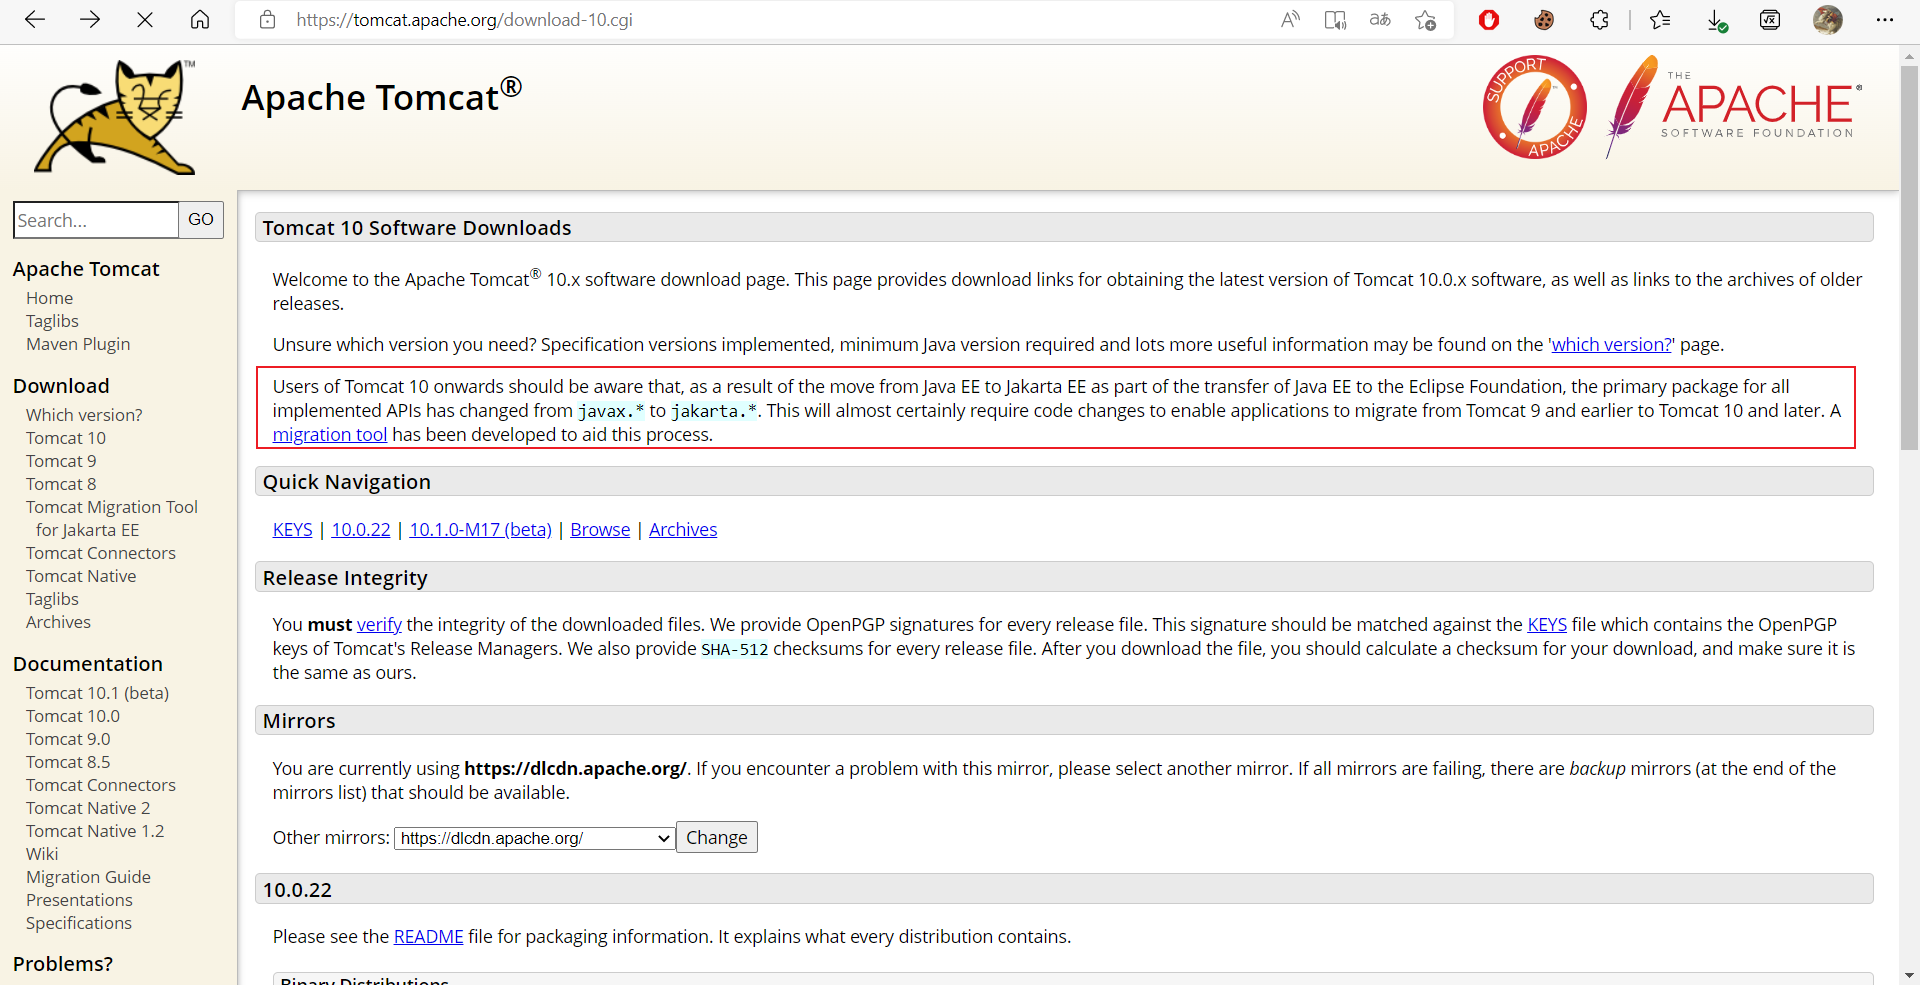 https://tomcat.apache.org/download-10.cgi
TM
Apache Tomcat®
SUPPORT
APACHE
THE
APACHE®
SOFTWARE FOUNDATION
Search...
GO
Apache Tomcat
Home
Taglibs
Maven Plugin
Download
Which version?
Tomcat 10
Tomcat 9
Tomcat 8
Tomcat Migration Tool
for Jakarta EE
Tomcat Connectors
Tomcat Native
Taglibs
Archives
Documentation
Tomcat 10.1 (beta)
Tomcat 10.0
Tomcat 9.0
Tomcat 8.5
Tomcat Connectors
Tomcat Native 2
Tomcat Native 1.2
Wiki
Migration Guide
Presentations
Specifications
Problems?
Tomcat 10 Software Downloads
Welcome to the Apache Tomcat® 10.x software download page. This page provides download links for obtaining the latest version of Tomcat 10.0.x software, as well as links to the archives of older
releases.
Unsure which version you need? Specification versions implemented, minimum Java version required and lots more useful information may be found on the 'which version?' page.
Users of Tomcat 10 onwards should be aware that, as a result of the move from Java EE to Jakarta EE as part of the transfer of Java EE to the Eclipse Foundation, the primary package for all
implemented APIs has changed from javax.* to jakarta.*. This will almost certainly require code changes to enable applications to migrate from Tomcat 9 and earlier to Tomcat 10 and later. A
migration tool has been developed to aid this process.
Quick Navigation
KEYS | 10.0.22 | 10.1.0-M17 (beta) | Browse | Archives
Release Integrity
You must verify the integrity of the downloaded files. We provide OpenPGP signatures for every release file. This signature should be matched against the KEYS file which contains the OpenPGP
keys of Tomcat's Release Managers. We also provide SHA-512 checksums for every release file. After you download the file, you should calculate a checksum for your download, and make sure it is
the same as ours.
Mirrors
You are currently using https://dlcdn.apache.org/. If you encounter a problem with this mirror, please select another mirror. If all mirrors are failing, there are backup mirrors (at the end of the
mirrors list) that should be available.
Other mirrors: https://dlcdn.apache.org/ Change
10.0.22
Please see the README file for packaging information. It explains what every distribution contains.
Binary Distributions